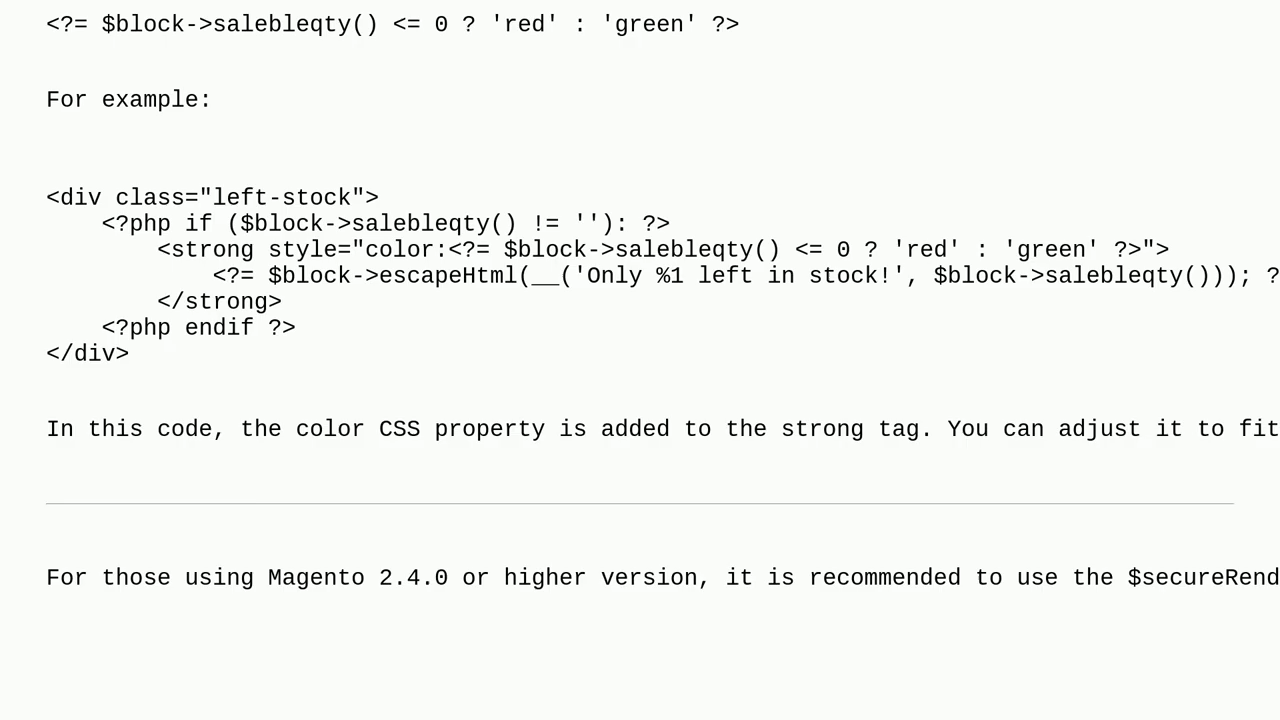 <?= $block->salebleqty() <= 0 ? 'red' : 'green' ?>
For example:
<div class="left-stock">
    <?php if ($block->salebleqty() != ''): ?>
        <strong style="color:<?= $block->salebleqty() <= 0 ? 'red' : 'green' ?>">
            <?= $block->escapeHtml(__('Only %1 left in stock!', $block->salebleqty())); ?
        </strong>
    <?php endif ?>
</div>
In this code, the color CSS property is added to the strong tag. You can adjust it to fit
For those using Magento 2.4.0 or higher version, it is recommended to use the $secureRend